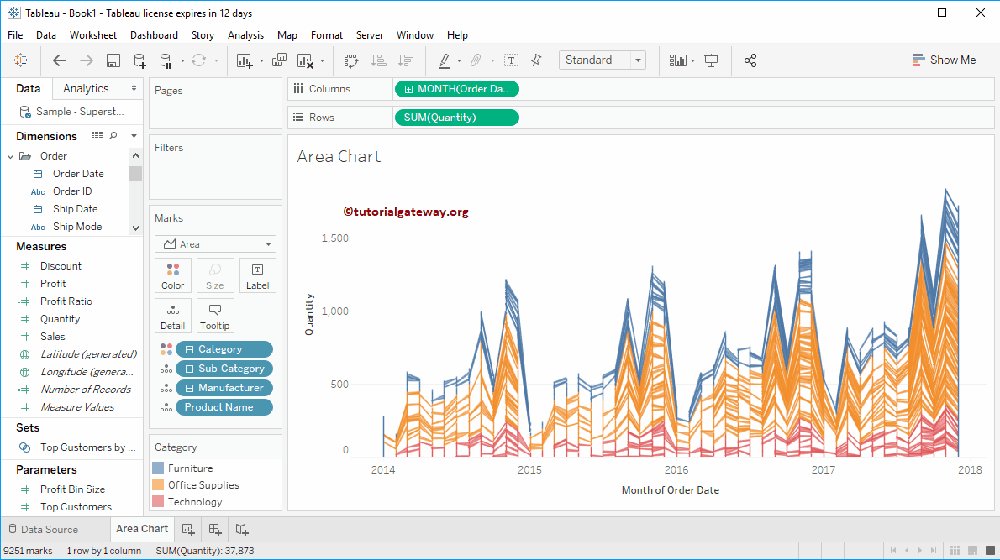 Tableau - Book1 - Tableau license expires in 12 days
File Data Worksheet Dashboard Story Analysis Map Format Server Window Help
Standard
Show Me
Data Analytics
Sample - Superst...
Dimensions
Order
Order Date
Abc Order ID
Ship Date
Abc Ship Mode
Measures
Discount
Profit
Profit Ratio
Quantity
Sales
Latitude (generated)
Longitude (genera...
Number of Records
Measure Values
Sets
Top Customers by ...
Parameters
Profit Bin Size
Top Customers
Pages
Filters
Marks
Area
Color Size Label
Detail Tooltip
Category
Sub-Category
Manufacturer
Product Name
Category
Furniture
Office Supplies
Technology
Columns MONTH(Order Da..
Rows SUM(Quantity)
Area Chart
©tutorialgateway.org
1,500
1,000
500
0
Quantity
2014 2015 2016 2017 2018
Month of Order Date
Data Source Area Chart
9251 marks 1 row by 1 column SUM(Quantity): 37,873